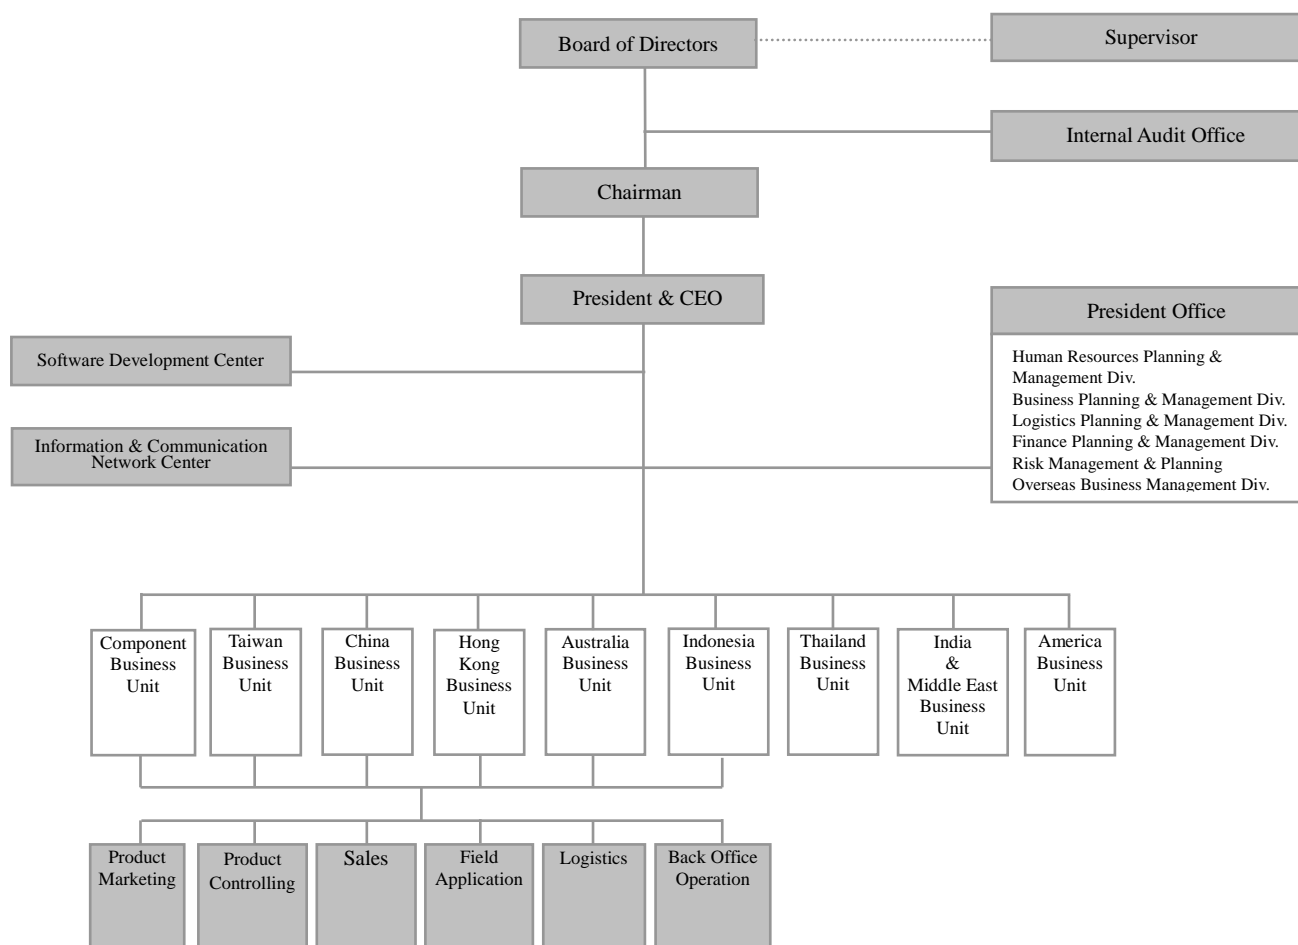 Board of Directors
Supervisor
Internal Audit Office
Chairman
President & CEO
President Office
Human Resources Planning &
Management Div.
Business Planning & Management Div.
Logistics Planning & Management Div.
Finance Planning & Management Div.
Risk Management & Planning
Overseas Business Management Div.
Software Development Center
Information & Communication
Network Center
Component
Business
Unit
Taiwan
Business
Unit
China
Business
Unit
Hong
Kong
Business
Unit
Australia
Business
Unit
Indonesia
Business
Unit
Thailand
Business
Unit
India
&
Middle East
Business
Unit
America
Business
Unit
Product
Marketing
Product
Controlling
Sales
Field
Application
Logistics
Back Office
Operation